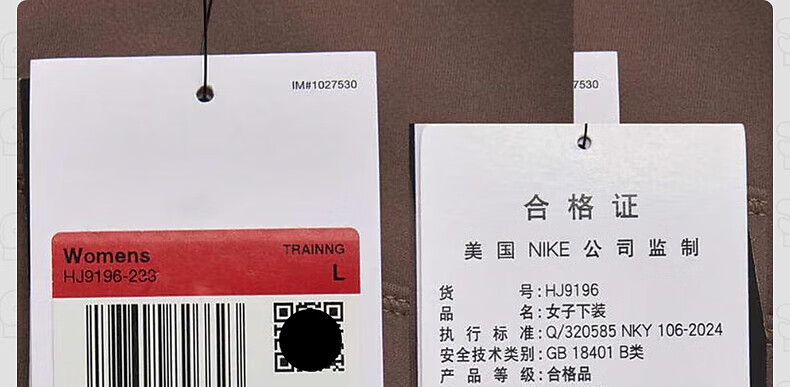 IM#1027530
Womens
TRAINNG
HJ9196-233
L
7530
合格证
美国 NIKE 公司监制
货号:HJ9196
品名:女子下装
执行标准:Q/320585 NKY 106-2024
安全技术类别:GB 18401 B类
产品等级:合格品